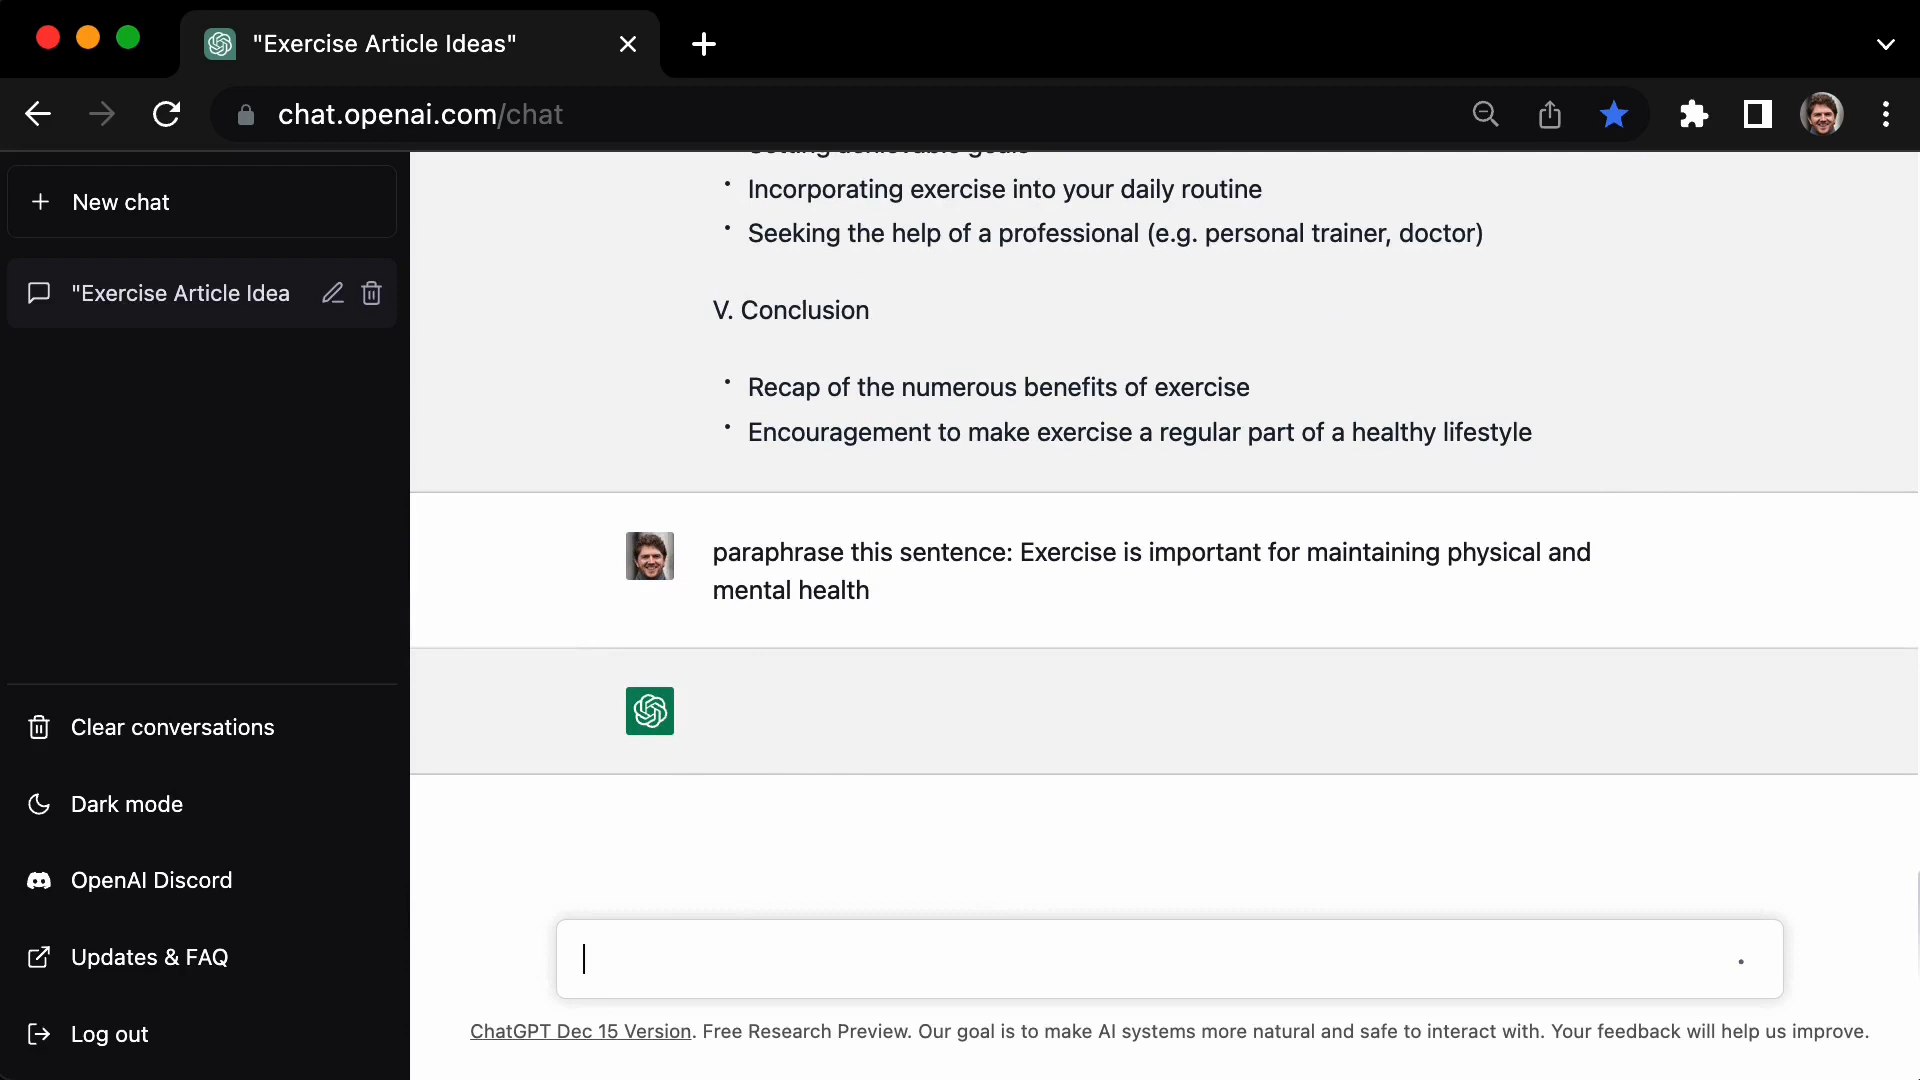 "Exercise Article Ideas"
chat.openai.com/chat
New chat
"Exercise Article Idea
Clear conversations
Dark mode
OpenAI Discord
Updates & FAQ
Log out
• Incorporating exercise into your daily routine
• Seeking the help of a professional (e.g. personal trainer, doctor)
V. Conclusion
• Recap of the numerous benefits of exercise
• Encouragement to make exercise a regular part of a healthy lifestyle
paraphrase this sentence: Exercise is important for maintaining physical and
mental health
ChatGPT Dec 15 Version. Free Research Preview. Our goal is to make AI systems more natural and safe to interact with. Your feedback will help us improve.